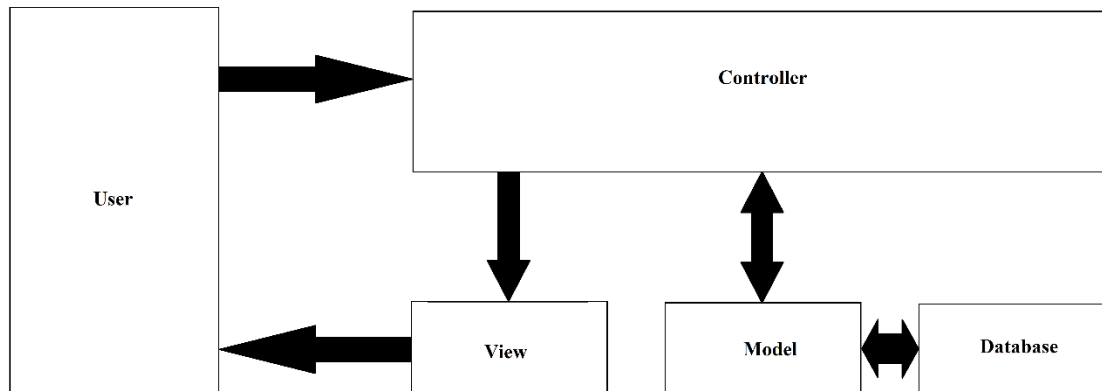 Controller
User
View
Model
Database